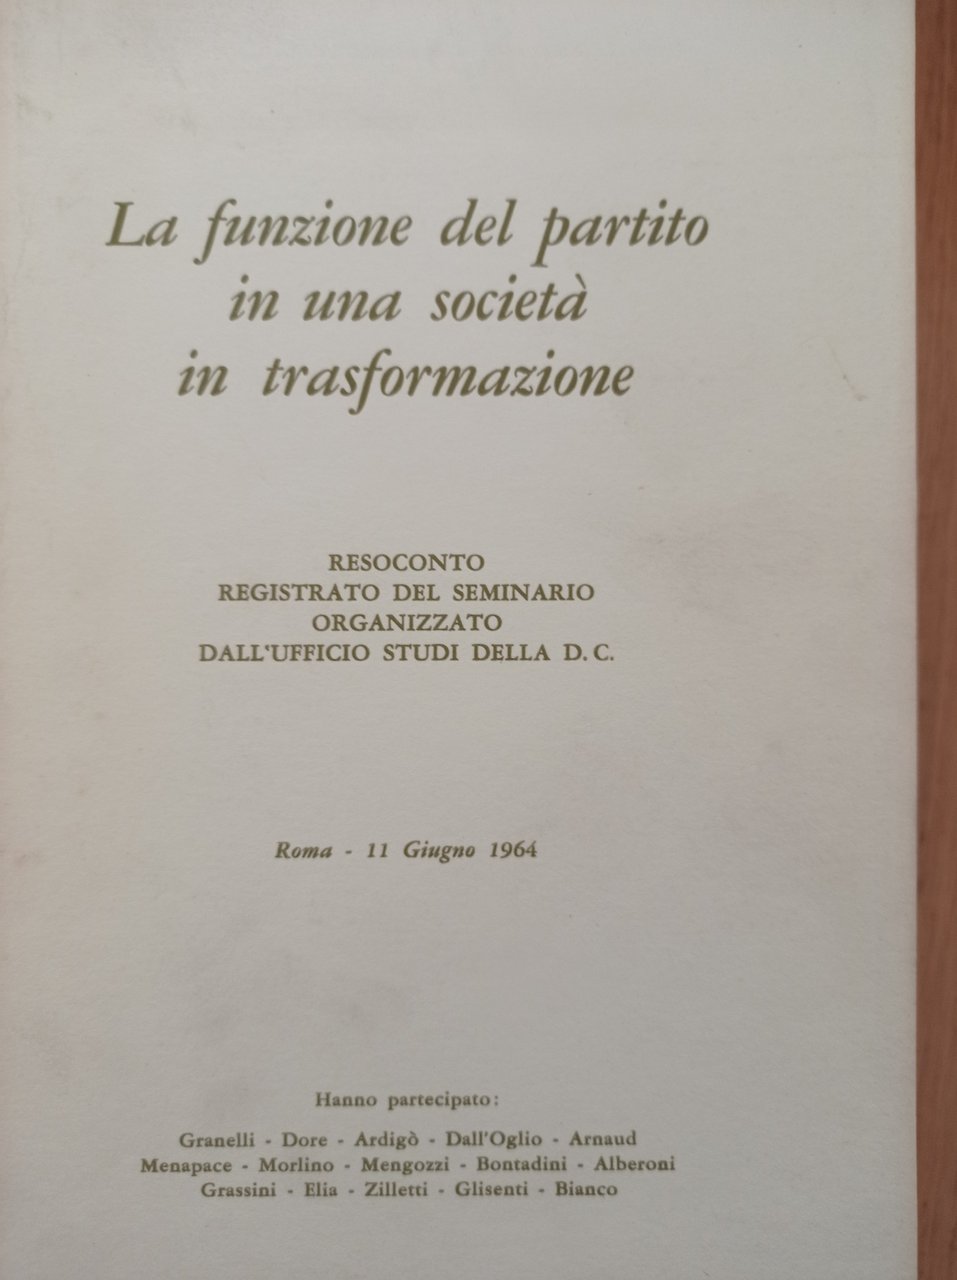 La funzione del partito
in una società
in trasformazione
RESOCONTO
REGISTRATO DEL SEMINARIO
ORGANIZZATO
DALL'UFFICIO STUDI DELLA D. C.
Roma - 11 Giugno 1964
Hanno partecipato:
Granelli - Dore - Ardigò - Dall'Oglio - Arnaud
Menapace - Morlino - Mengozzi - Bontadini - Alberoni
Grassini - Elia - Zilletti - Glisenti - Bianco